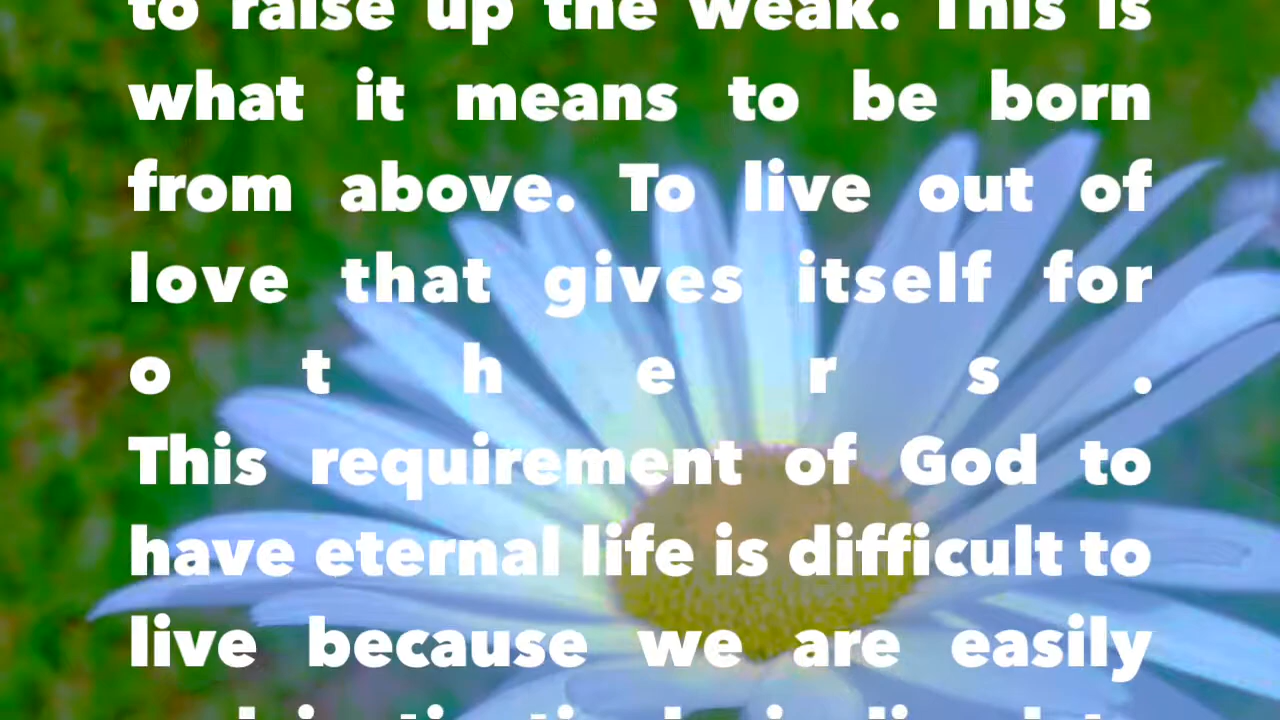 to raise up the weak. This is
what it means to be born
from above. To live out of
love that gives itself for
others.
This requirement of God to
have eternal life is difficult to
live because we are easily